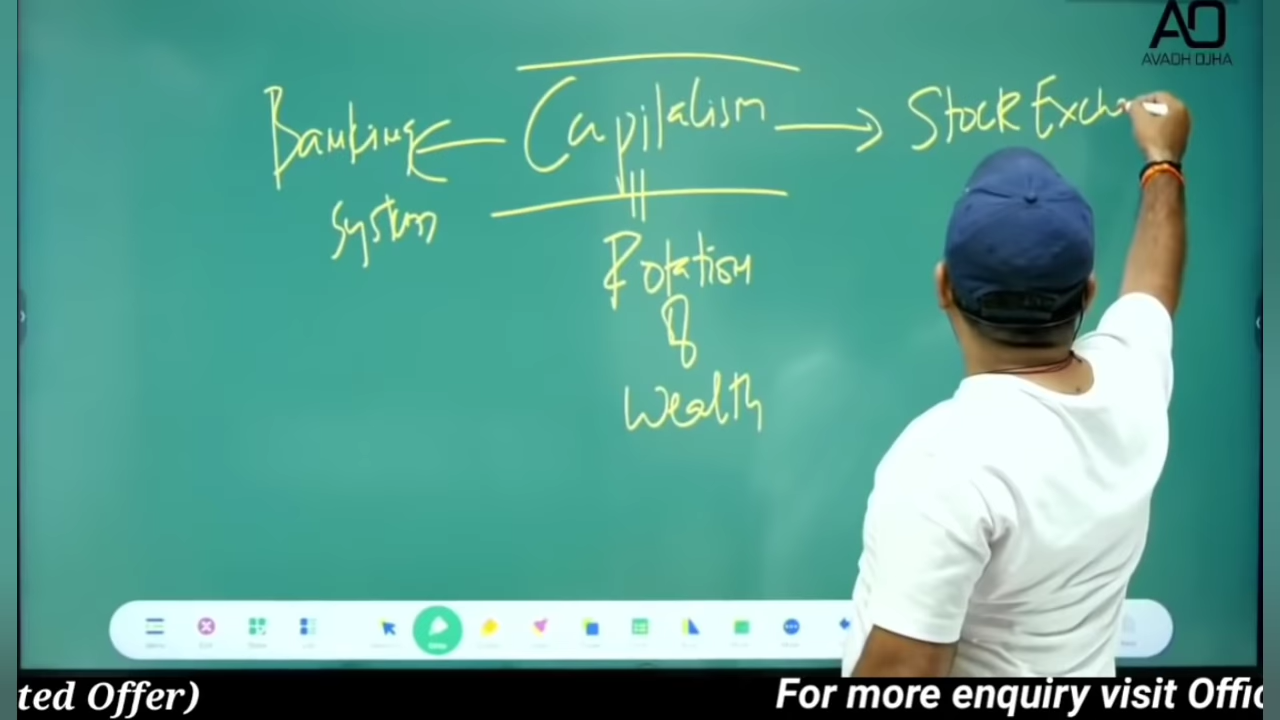 AO
AVADH OJHA
Banking
System
Capitalism
Stock Exch
Rotation
of
Wealth
ted Offer)
For more enquiry visit Offic